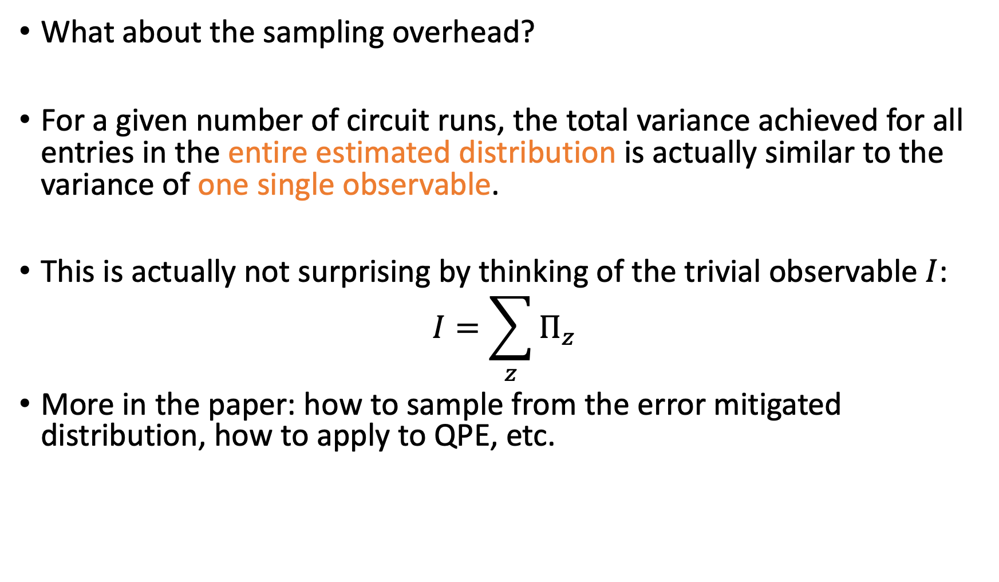 • What about the sampling overhead?
• For a given number of circuit runs, the total variance achieved for all
entries in the entire estimated distribution is actually similar to the
variance of one single observable.
• This is actually not surprising by thinking of the trivial observable 𝐼:
𝐼 = ∑ Π𝑧
𝑧
• More in the paper: how to sample from the error mitigated
distribution, how to apply to QPE, etc.